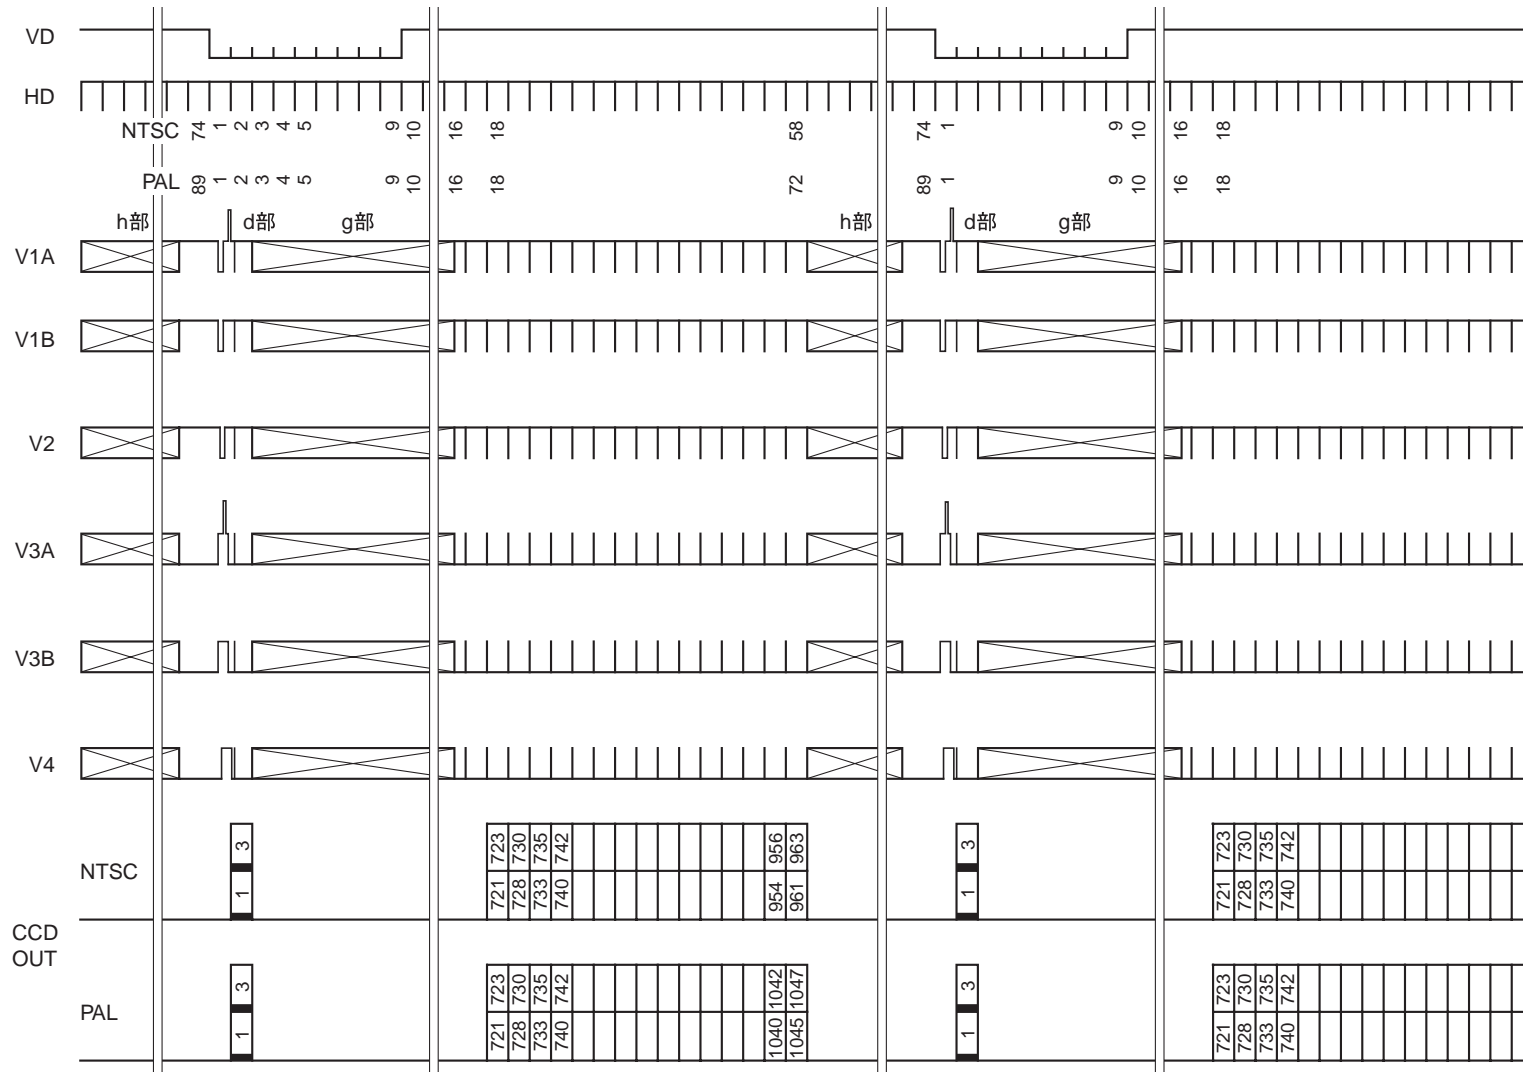 VD
HD
NTSC 74 1 2 3 4 5 9 10 16 18 58 74 1 9 10 16 18
PAL 89 1 2 3 4 5 9 10 16 18 72 89 1 9 10 16 18
h部 d部 g部 h部 d部 g部
V1A
V1B
V2
V3A
V3B
V4
3 723 730 735 742 956 963 3 723 730 735 742
NTSC
1 721 728 733 740 954 961 1 721 728 733 740
CCD
OUT
3 723 730 735 742 1042 1047 3 723 730 735 742
PAL
1 721 728 733 740 1040 1045 1 721 728 733 740